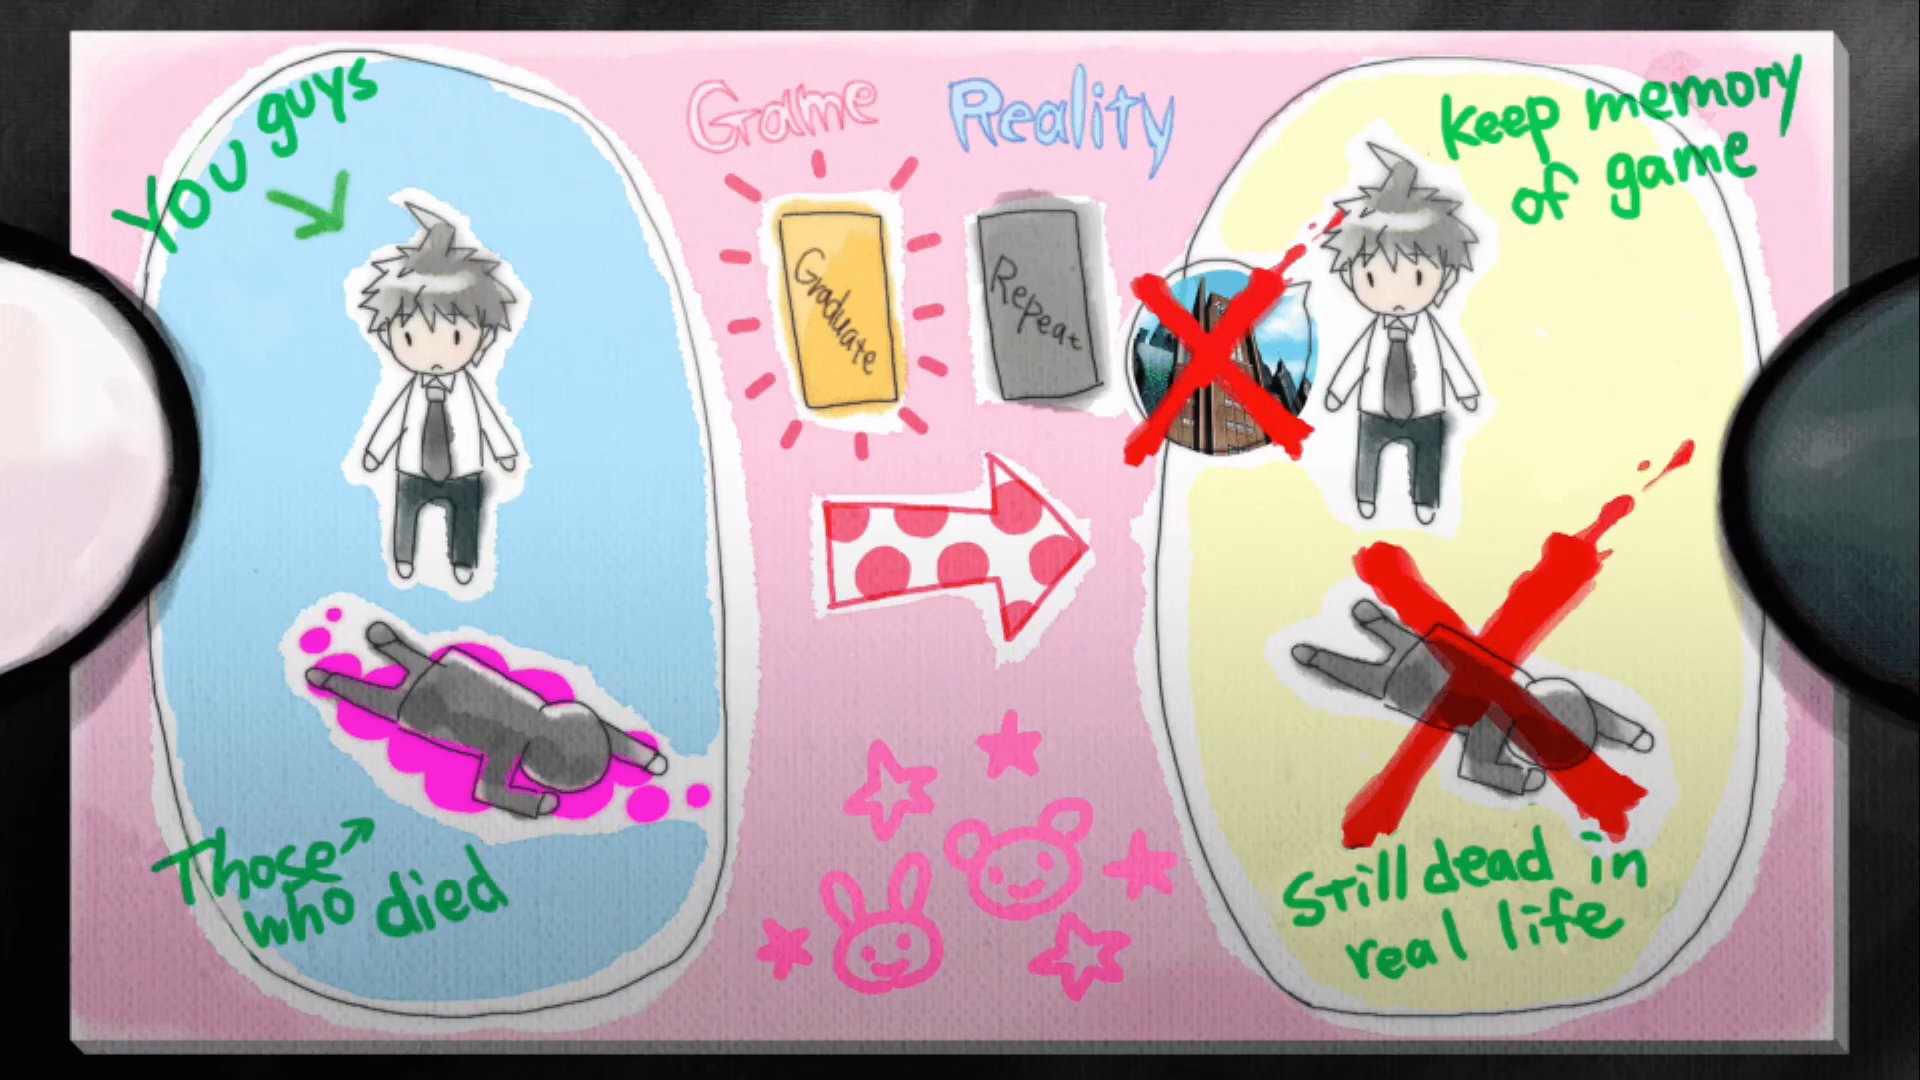 You guys
Game
Reality
Keep memory
of game
Graduate
Repeat
Those
who died
Still dead in
real life